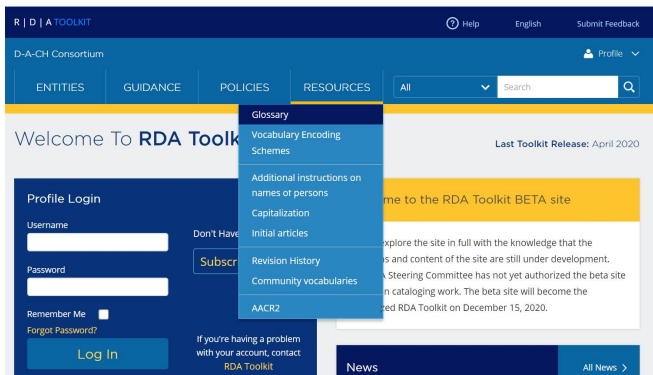 R | D | A TOOLKIT
Help English Submit Feedback
D-A-CH Consortium
Profile
ENTITIES GUIDANCE POLICIES RESOURCES All Search
Glossary
Vocabulary Encoding
Schemes
Additional instructions on
names of persons
Capitalization
Initial articles
Revision History
Community vocabularies
AACR2
Welcome To RDA Toolk
Last Toolkit Release: April 2020
Profile Login
Username
Password
Remember Me
Forgot Password?
Log In
Don't Have
Subscr
If you're having a problem
with your account, contact
RDA Toolkit
me to the RDA Toolkit BETA site
explore the site in full with the knowledge that the
s and content of the site are still under development.
Steering Committee has not yet authorized the beta site
n cataloging work. The beta site will become the
zed RDA Toolkit on December 15, 2020.
News
All News >